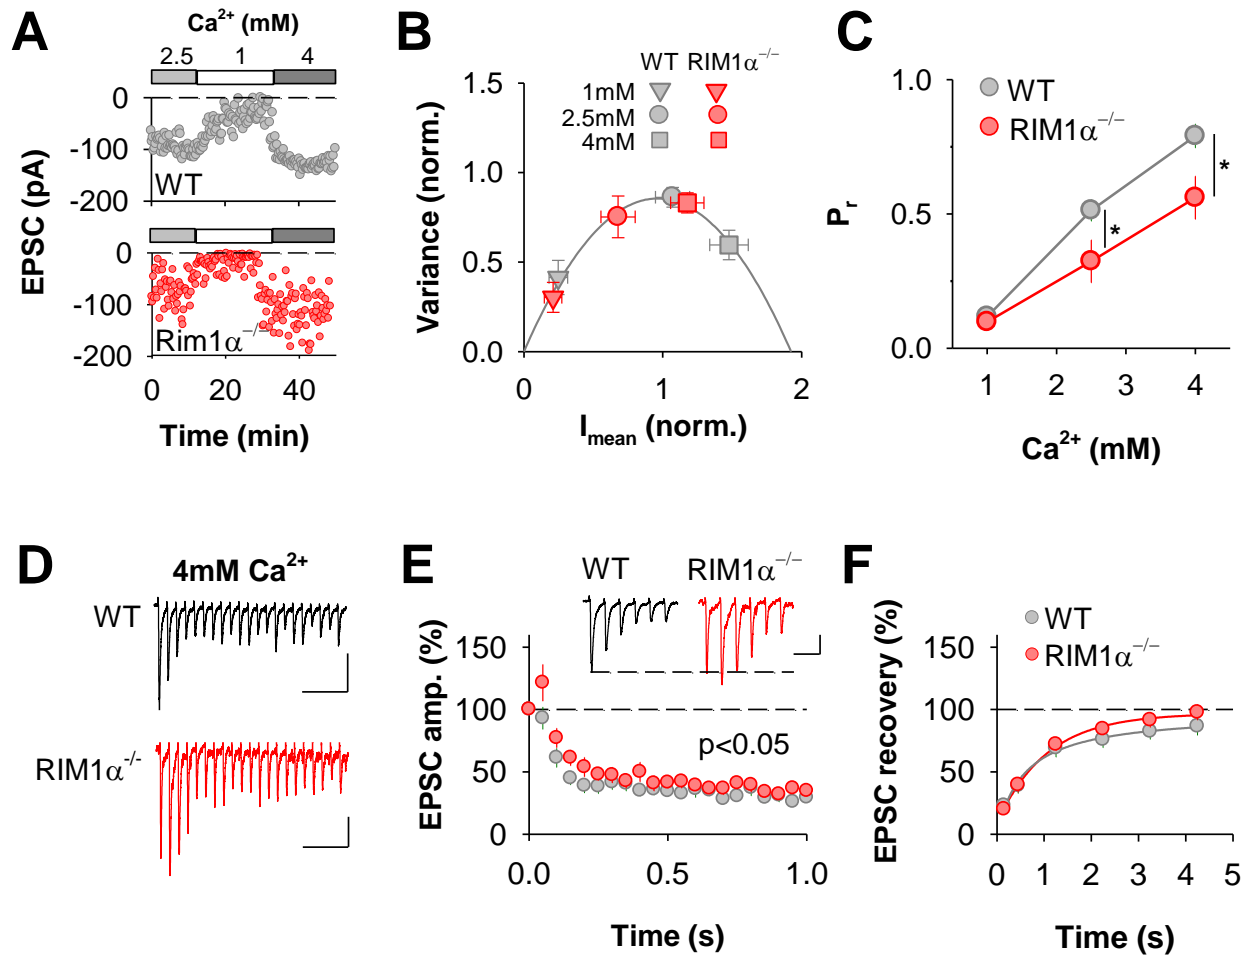 A
Ca²⁺ (mM)
2.5 1 4
0
-100
-200
WT
0
-100
-200
Rim1α⁻/⁻
EPSC (pA)
0 20 40
Time (min)
B
WT RIM1α⁻/⁻
1mM
2.5mM
4mM
1.5
1.0
0.5
0.0
Variance (norm.)
0 1 2
Imean (norm.)
C
WT
RIM1α⁻/⁻
1.0
0.5
0.0
Pr
*
*
1 2 3 4
Ca²⁺ (mM)
D
4mM Ca²⁺
WT
RIM1α-/-
E
WT RIM1α⁻/⁻
150
100
50
0
EPSC amp. (%)
p<0.05
0.0 0.5 1.0
Time (s)
F
WT
RIM1α⁻/⁻
150
100
50
0
EPSC recovery (%)
0 1 2 3 4 5
Time (s)